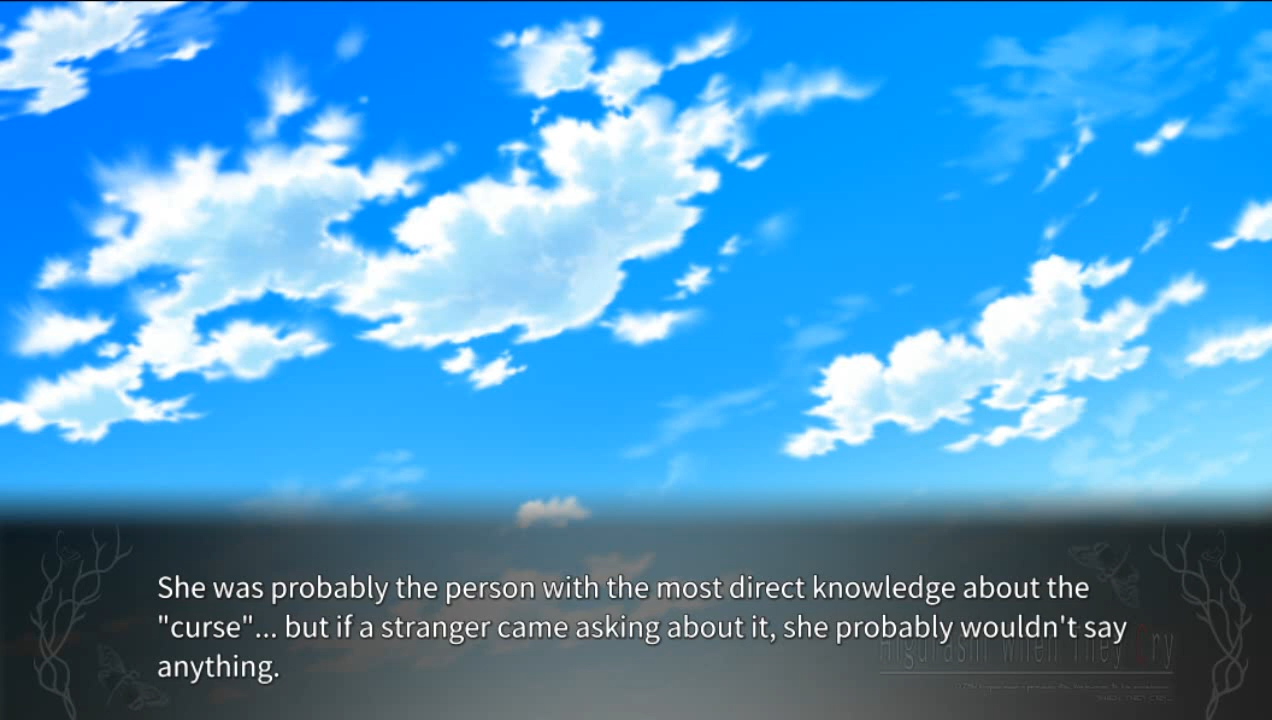 She was probably the person with the most direct knowledge about the
"curse"... but if a stranger came asking about it, she probably wouldn't say
anything.
Higurashi When They Cry